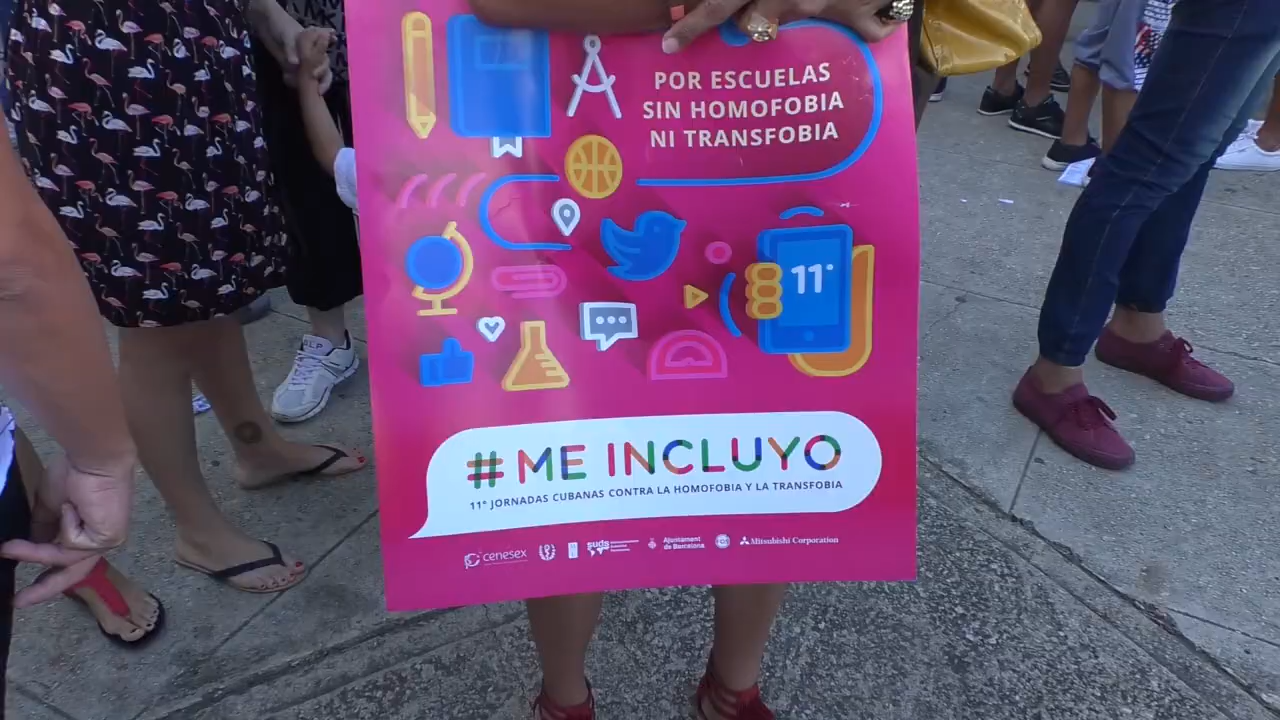 POR ESCUELAS
SIN HOMOFOBIA
NI TRANSFOBIA
11°
#ME INCLUYO
11° JORNADAS CUBANAS CONTRA LA HOMOFOBIA Y LA TRANSFOBIA
cenesex
suds
Ajuntament
de Barcelona
Mitsubishi Corporation